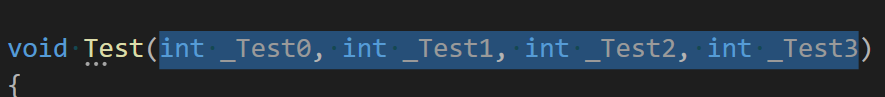 void Test(int _Test0, int _Test1, int _Test2, int _Test3)
{